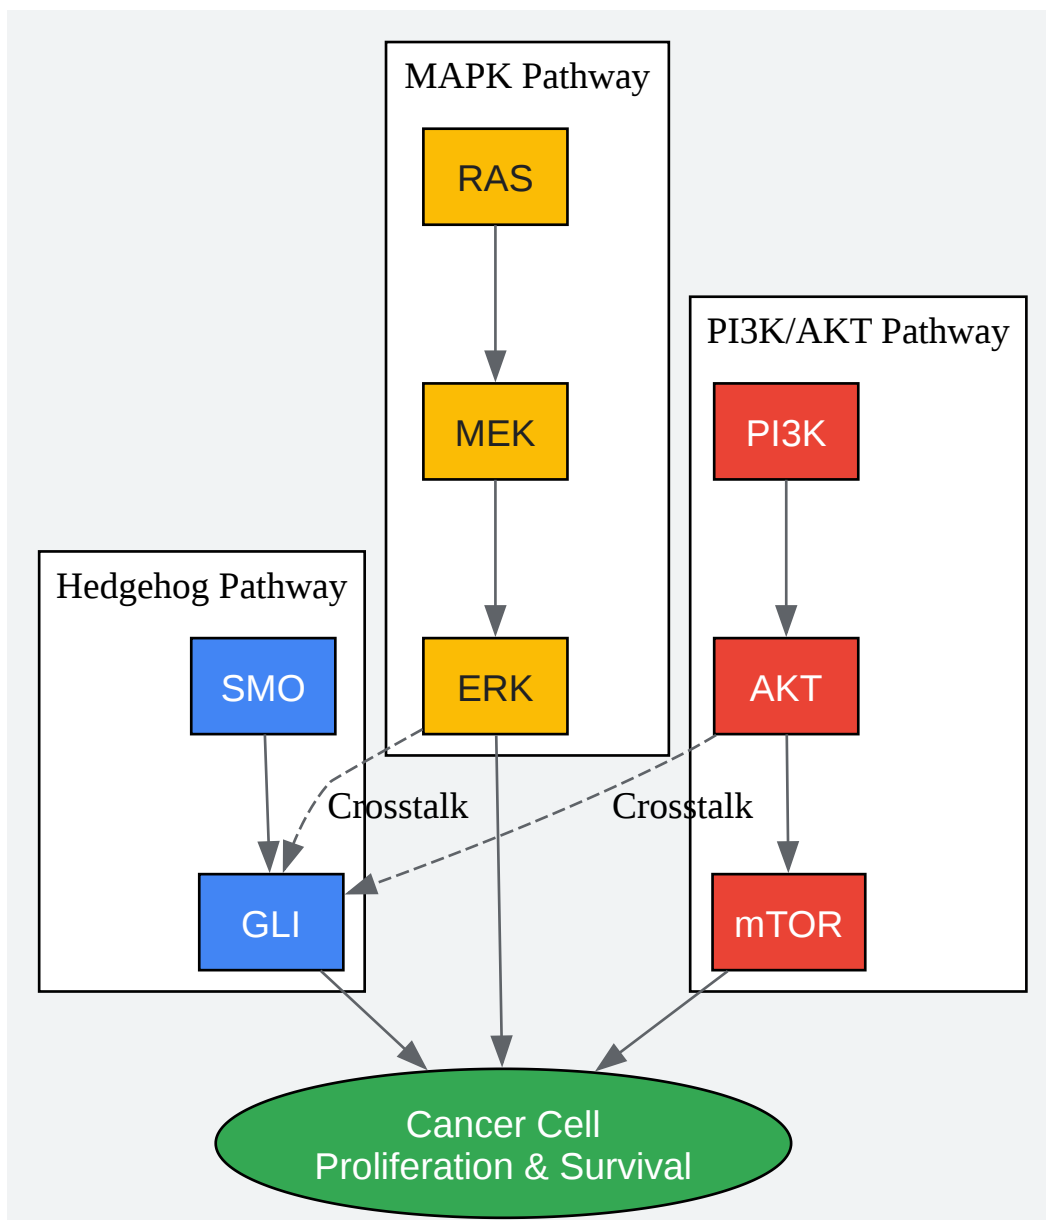 MAPK Pathway
RAS
PI3K/AKT Pathway
MEK
PI3K
Hedgehog Pathway
SMO
ERK
AKT
Crosstalk
Crosstalk
GLI
mTOR
Cancer Cell
Proliferation & Survival